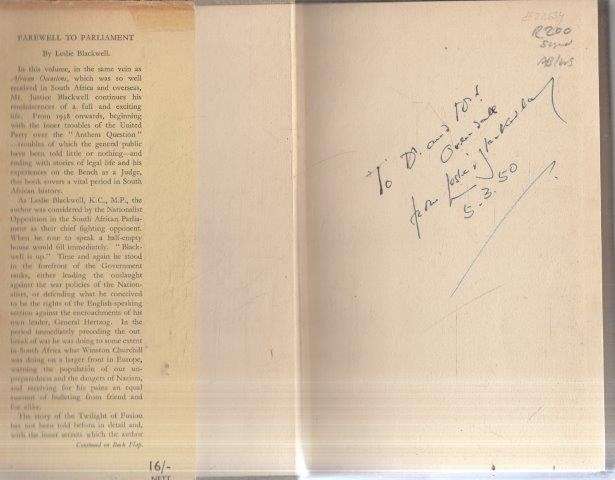 FAREWELL TO PARLIAMENT
By Leslie Blackwell.
In this volume, in the same vein as
African Occasions, which was so well
received in South Africa and overseas,
Mr. Justice Blackwell continues his
reminiscences of a full and exciting
life. From 1938 onwards, beginning
with the inner troubles of the United
Party over the "Anthem Question"
—troubles of which the general public
have been told little or nothing—and
ending with stories of legal life and his
experiences on the Bench as a Judge,
this book covers a vital period in South
African history.
As Leslie Blackwell, K.C., M.P., the
author was considered by the Nationalist
Opposition in the South African Parlia-
ment as their chief fighting opponent.
When he rose to speak a half-empty
house would fill immediately. "Black-
well is up." Time and again he stood
in the forefront of the Government
ranks, either leading the onslaught
against the war policies of the Nation-
alists, or defending what he conceived
to be the rights of the English-speaking
section against the encroachments of his
own leader, General Hertzog. In the
period immediately preceding the out-
break of war he was doing to some extent
in South Africa what Winston Churchill
was doing on a larger front in Europe,
warning the population of our un-
preparedness and the dangers of Nazism,
and receiving for his pains an equal
amount of buffeting from friend and
foe alike.
The story of the Twilight of Fusion
has not been told before in detail and,
with the inner secrets which the author
Continued on Back Flap.
16/-
NETT
R200
Signed
To Dr. and Mrs
from Leslie Blackwell
5.3.50